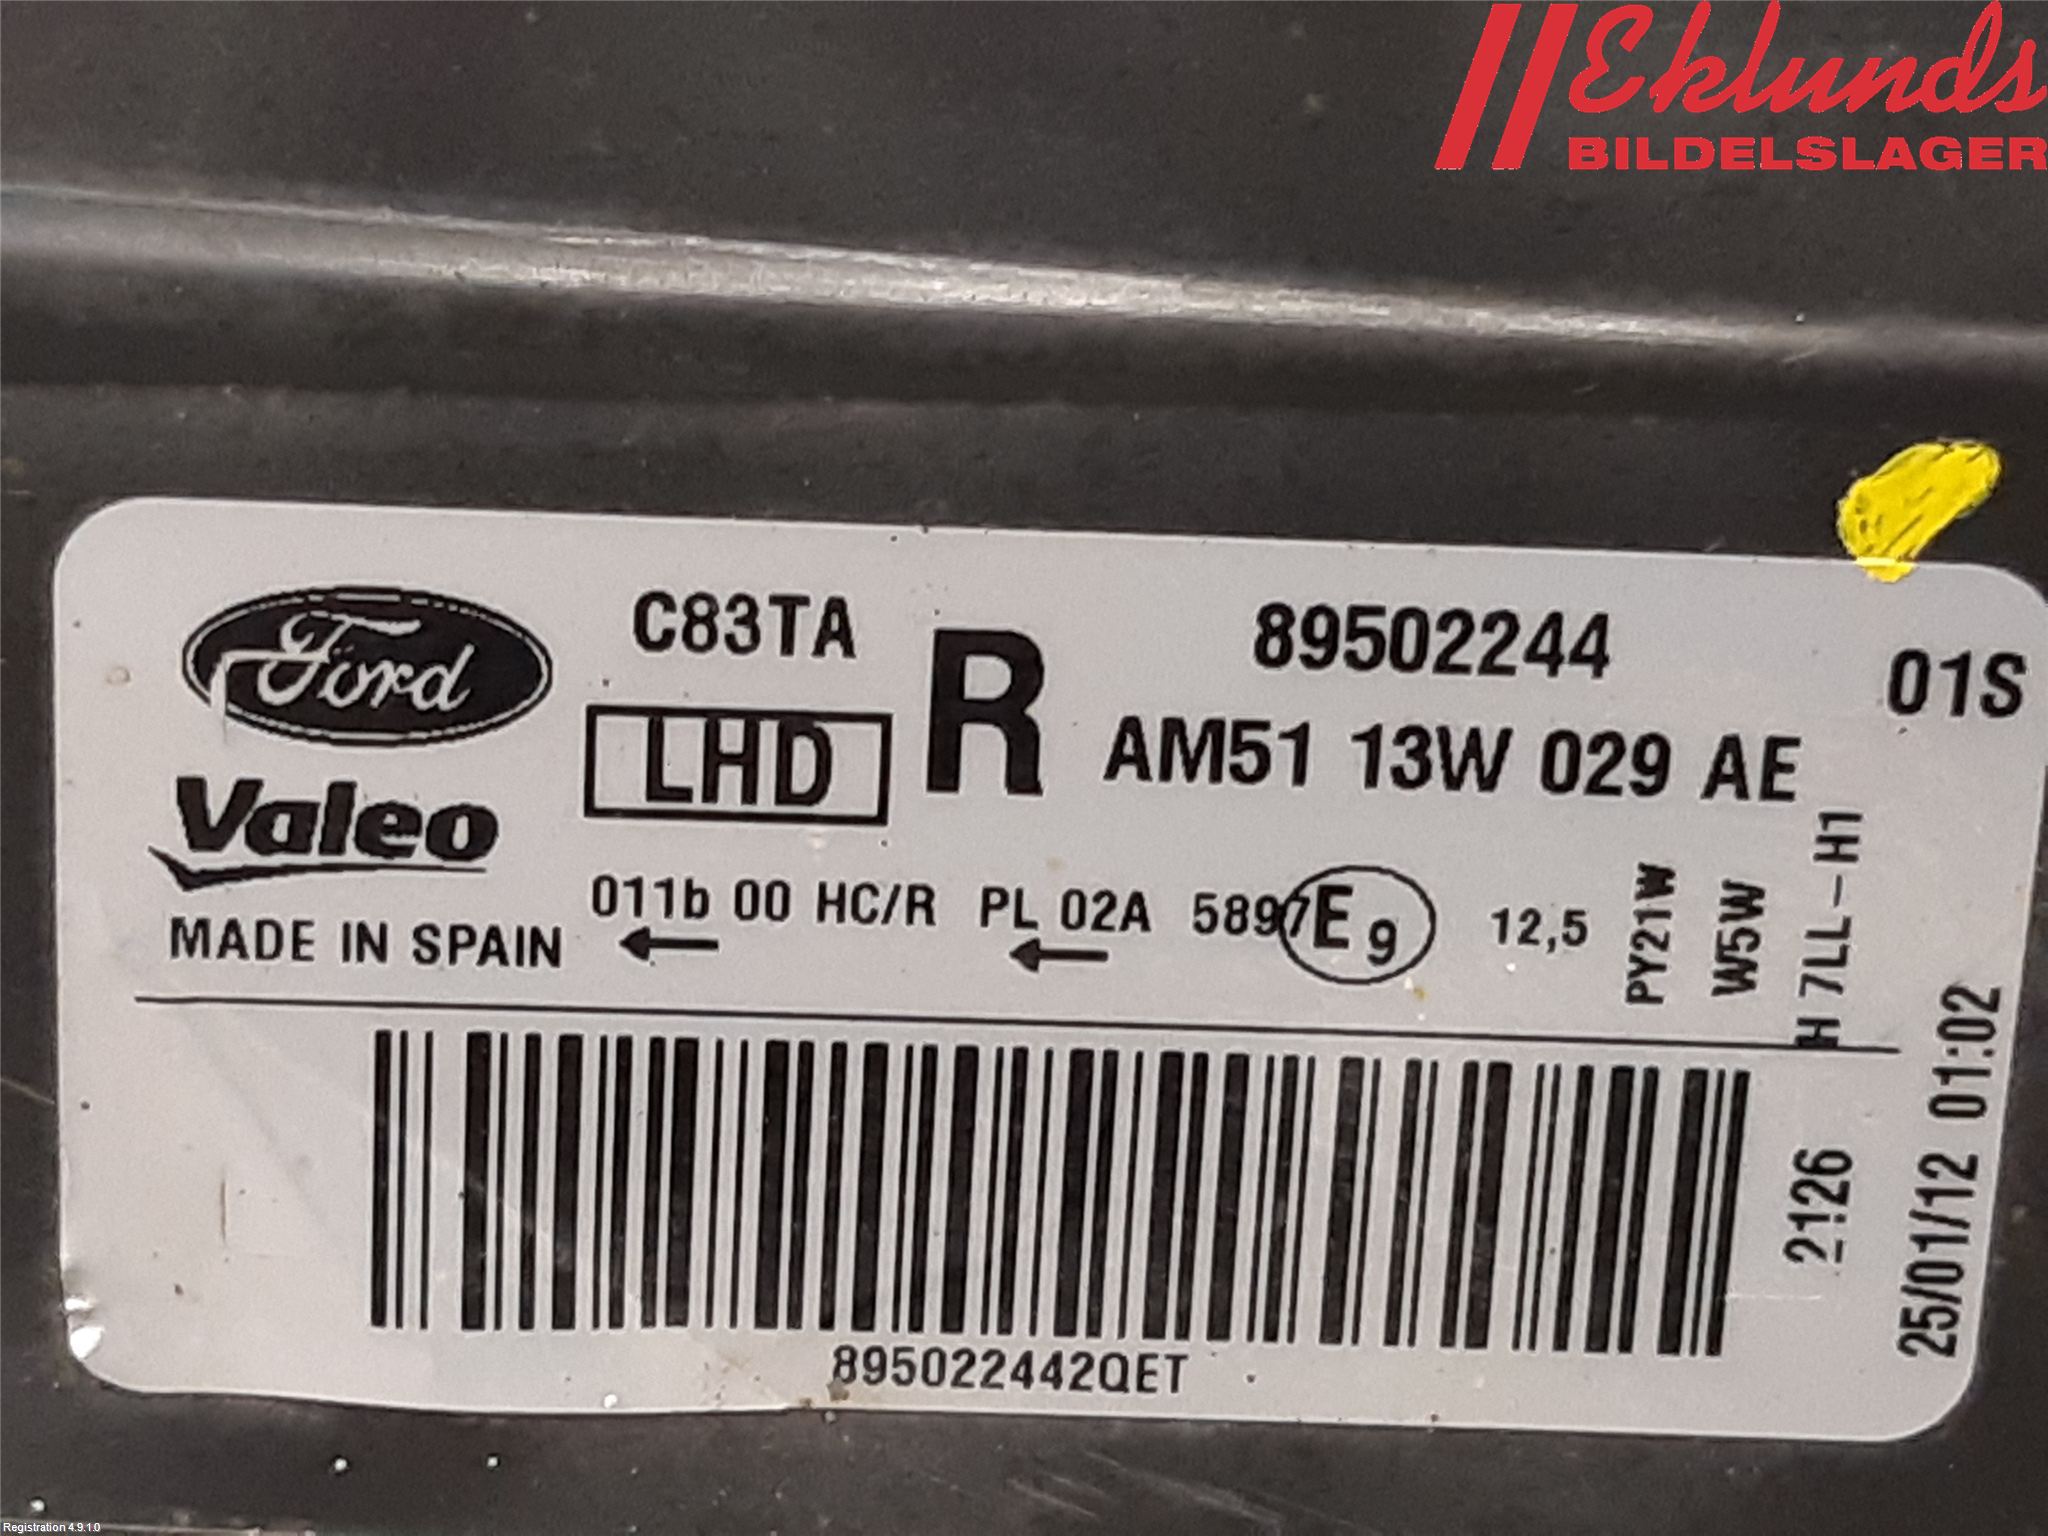 Eklunds
BILDELSLAGER
Ford
C83TA
R
89502244
01S
LHD
AM51 13W 029 AE
Valeo
MADE IN SPAIN
011b 00 HC/R PL 02A 5897 E9 12,5
PY21W
W5W
H 7LL-H1
2126
25/01/12 01:02
895022442QET
Registration 4.9.1.0